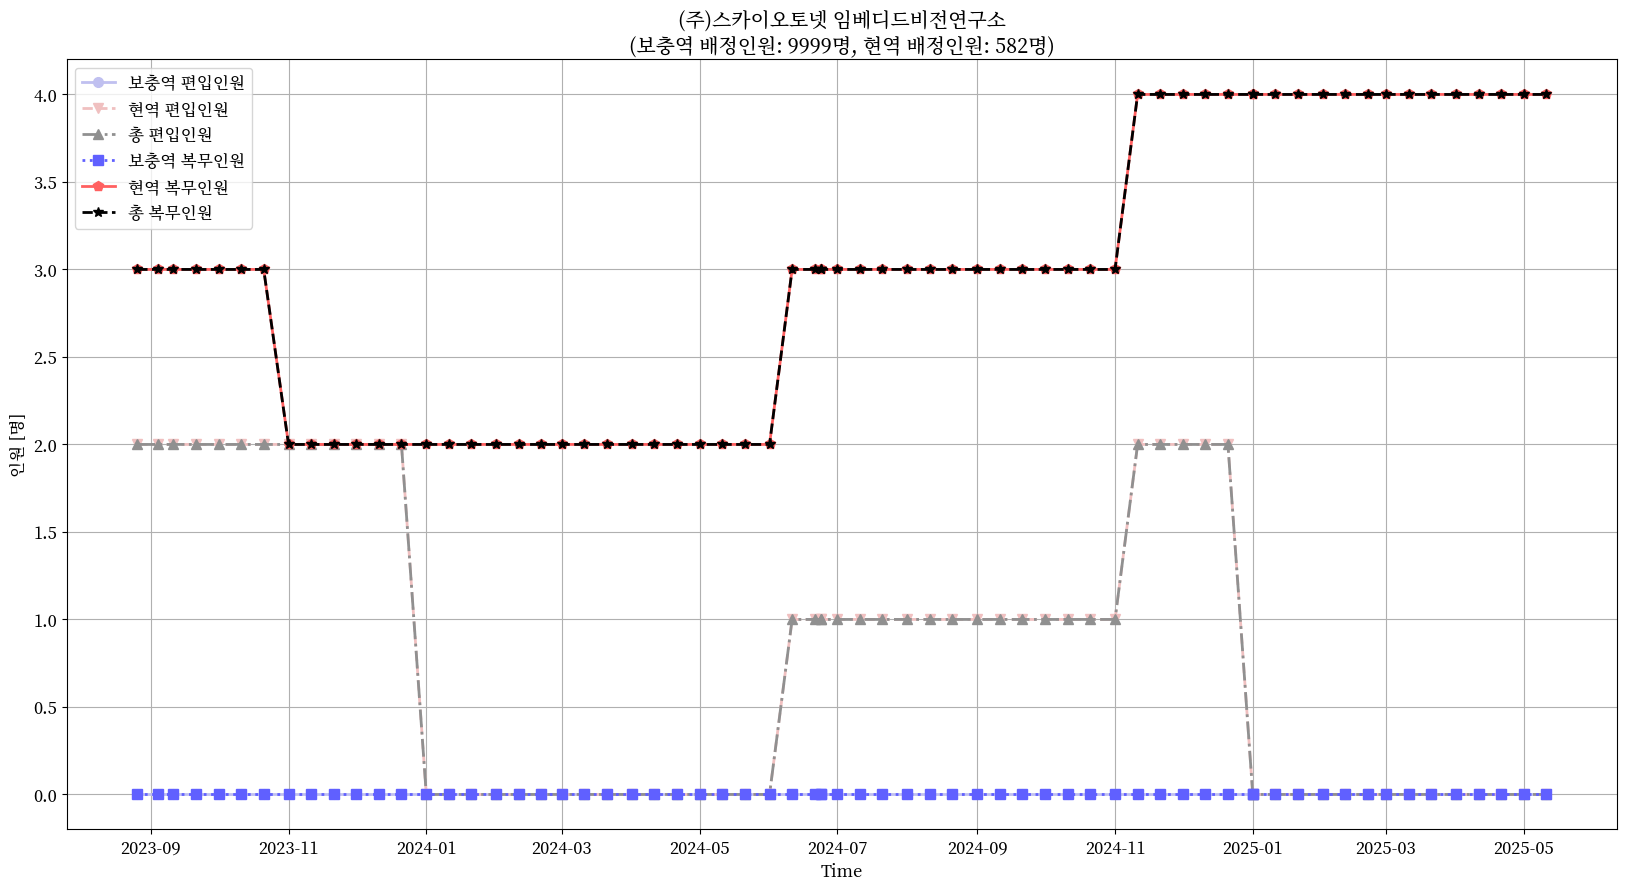 (주)스카이오토넷 임베디드비전연구소
(보충역 배정인원: 9999명, 현역 배정인원: 582명)
보충역 편입인원
현역 편입인원
총 편입인원
보충역 복무인원
현역 복무인원
총 복무인원
4.0
3.5
3.0
2.5
2.0
1.5
1.0
0.5
0.0
인원 [명]
2023-09 2023-11 2024-01 2024-03 2024-05 2024-07 2024-09 2024-11 2025-01 2025-03 2025-05
Time